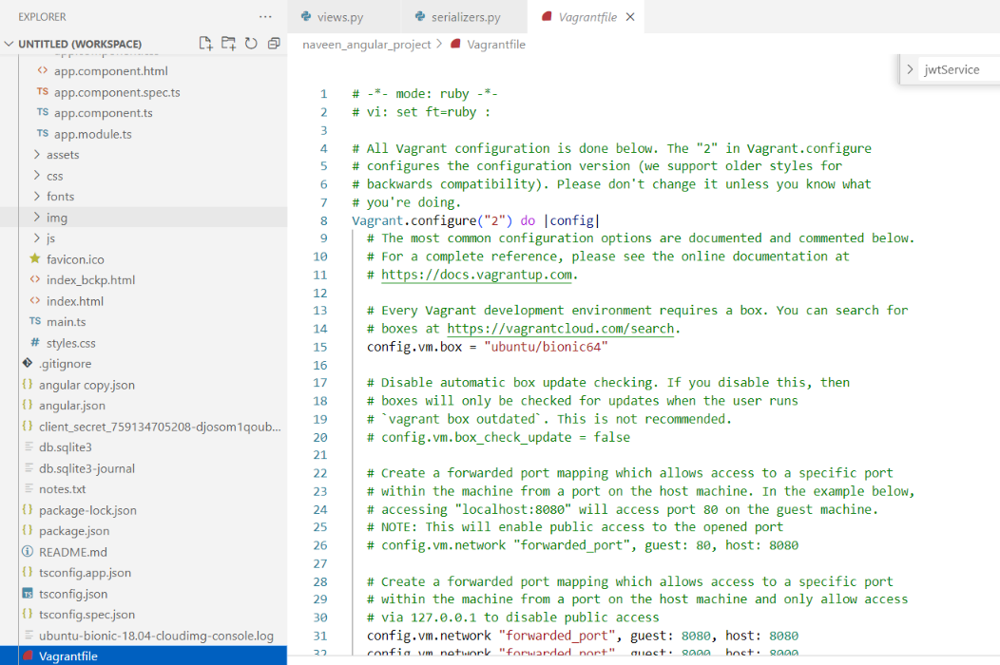 EXPLORER
UNTITLED (WORKSPACE)
app.component.html
TS app.component.spec.ts
TS app.component.ts
TS app.module.ts
assets
css
fonts
img
js
favicon.ico
index_bckp.html
index.html
TS main.ts
# styles.css
.gitignore
angular copy.json
angular.json
client_secret_759134705208-djosom1qoub...
db.sqlite3
db.sqlite3-journal
notes.txt
package-lock.json
package.json
README.md
tsconfig.app.json
tsconfig.json
tsconfig.spec.json
ubuntu-bionic-18.04-cloudimg-console.log
Vagrantfile
views.py serializers.py Vagrantfile
naveen_angular_project > Vagrantfile
jwtService
1 # -*- mode: ruby -*-
2 # vi: set ft=ruby :
3
4 # All Vagrant configuration is done below. The "2" in Vagrant.configure
5 # configures the configuration version (we support older styles for
6 # backwards compatibility). Please don't change it unless you know what
7 # you're doing.
8 Vagrant.configure("2") do |config|
9 # The most common configuration options are documented and commented below.
10 # For a complete reference, please see the online documentation at
11 # https://docs.vagrantup.com.
12
13 # Every Vagrant development environment requires a box. You can search for
14 # boxes at https://vagrantcloud.com/search.
15 config.vm.box = "ubuntu/bionic64"
16
17 # Disable automatic box update checking. If you disable this, then
18 # boxes will only be checked for updates when the user runs
19 # `vagrant box outdated`. This is not recommended.
20 # config.vm.box_check_update = false
21
22 # Create a forwarded port mapping which allows access to a specific port
23 # within the machine from a port on the host machine. In the example below,
24 # accessing "localhost:8080" will access port 80 on the guest machine.
25 # NOTE: This will enable public access to the opened port
26 # config.vm.network "forwarded_port", guest: 80, host: 8080
27
28 # Create a forwarded port mapping which allows access to a specific port
29 # within the machine from a port on the host machine and only allow access
30 # via 127.0.0.1 to disable public access
31 config.vm.network "forwarded_port", guest: 8080, host: 8080
32 config.vm.network "forwarded_port", guest: 8000, host: 8000